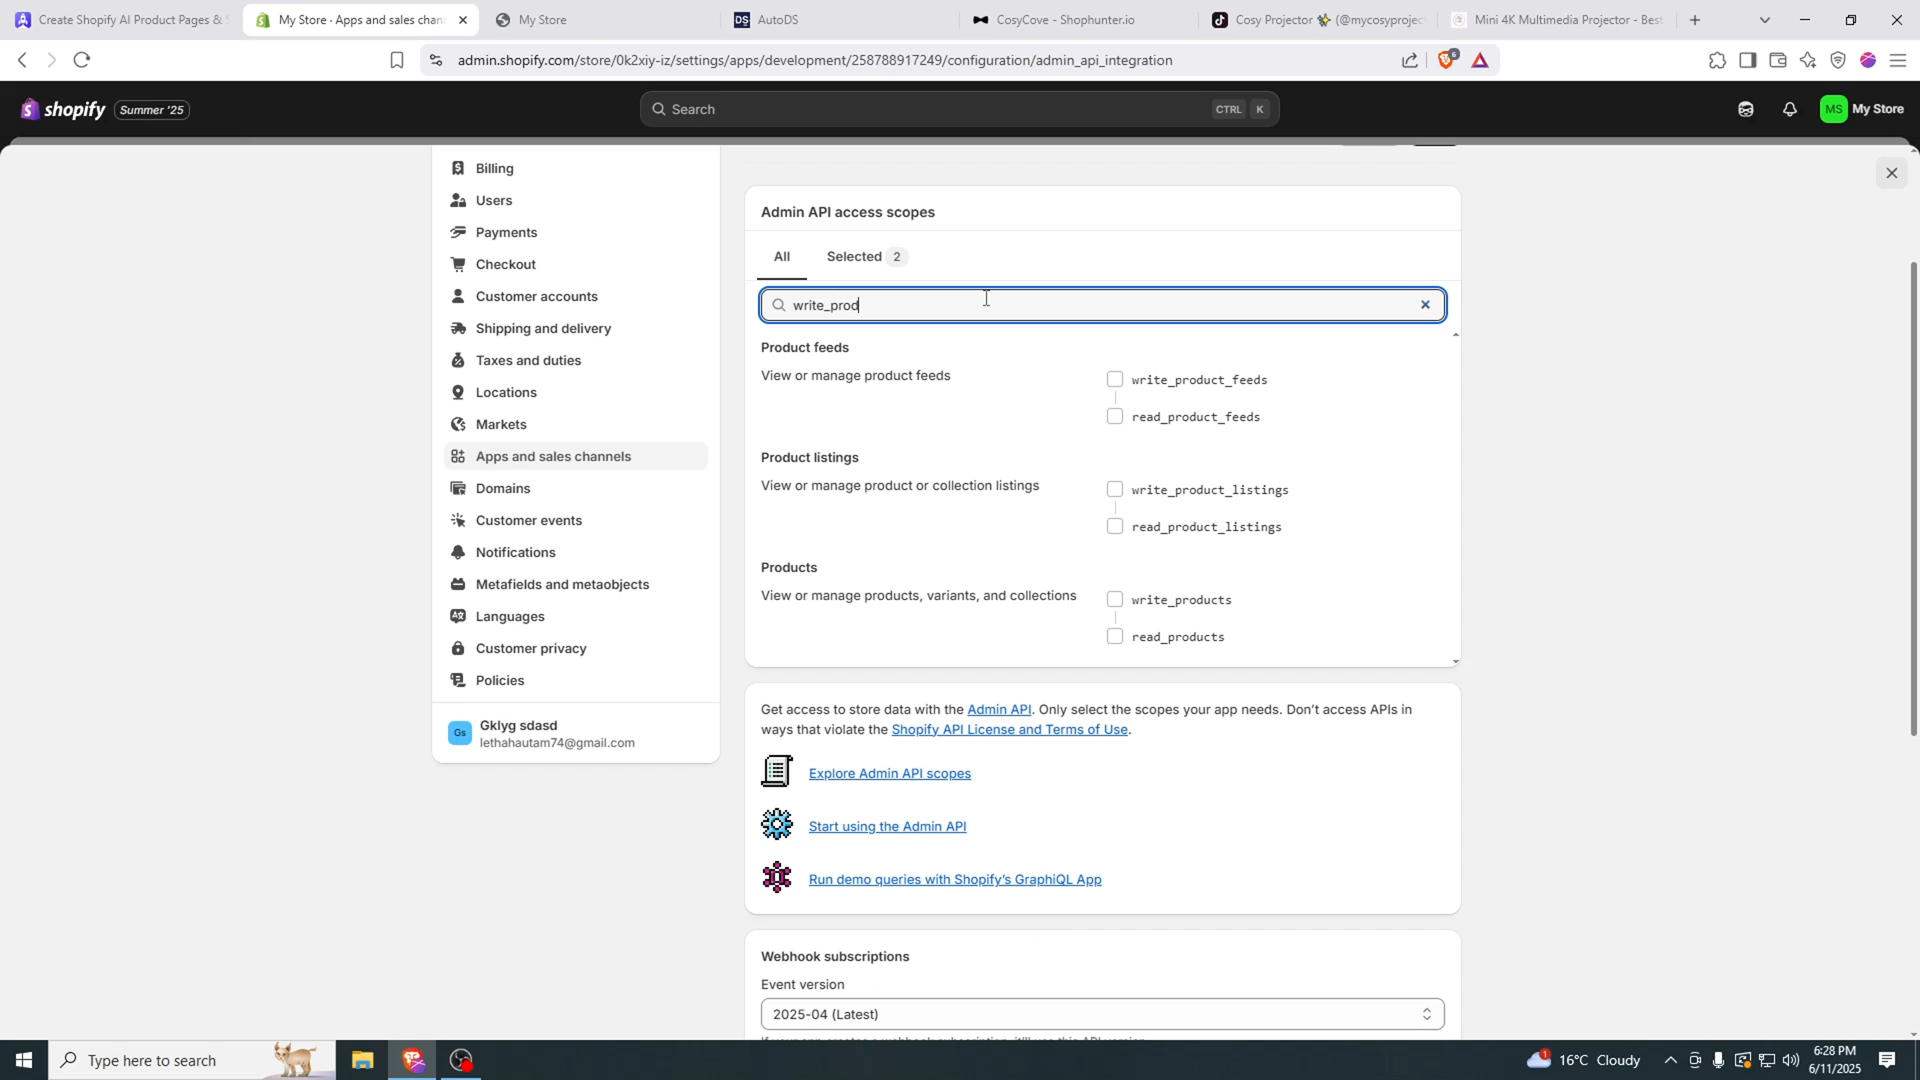 Create Shopify AI Product Pages & S
My Store · Apps and sales chan
My Store
DS AutoDS
CosyCove - Shophunter.io
Cosy Projector ✨ (@mycosyproject
Mini 4K Multimedia Projector - Best
admin.shopify.com/store/0k2xiy-iz/settings/apps/development/258788917249/configuration/admin_api_integration
6
shopify
Summer '25
Search
CTRL K
MS My Store
Billing
Users
Payments
Checkout
Customer accounts
Shipping and delivery
Taxes and duties
Locations
Markets
Apps and sales channels
Domains
Customer events
Notifications
Metafields and metaobjects
Languages
Customer privacy
Policies
Gs
Gklyg sdasd
lethahautam74@gmail.com
Admin API access scopes
All
Selected 2
write_prod
Product feeds
View or manage product feeds
write_product_feeds
read_product_feeds
Product listings
View or manage product or collection listings
write_product_listings
read_product_listings
Products
View or manage products, variants, and collections
write_products
read_products
Get access to store data with the Admin API. Only select the scopes your app needs. Don't access APIs in
ways that violate the Shopify API License and Terms of Use.
Explore Admin API scopes
Start using the Admin API
Run demo queries with Shopify's GraphiQL App
Webhook subscriptions
Event version
2025-04 (Latest)
Type here to search
1
16°C Cloudy
6:28 PM
6/11/2025